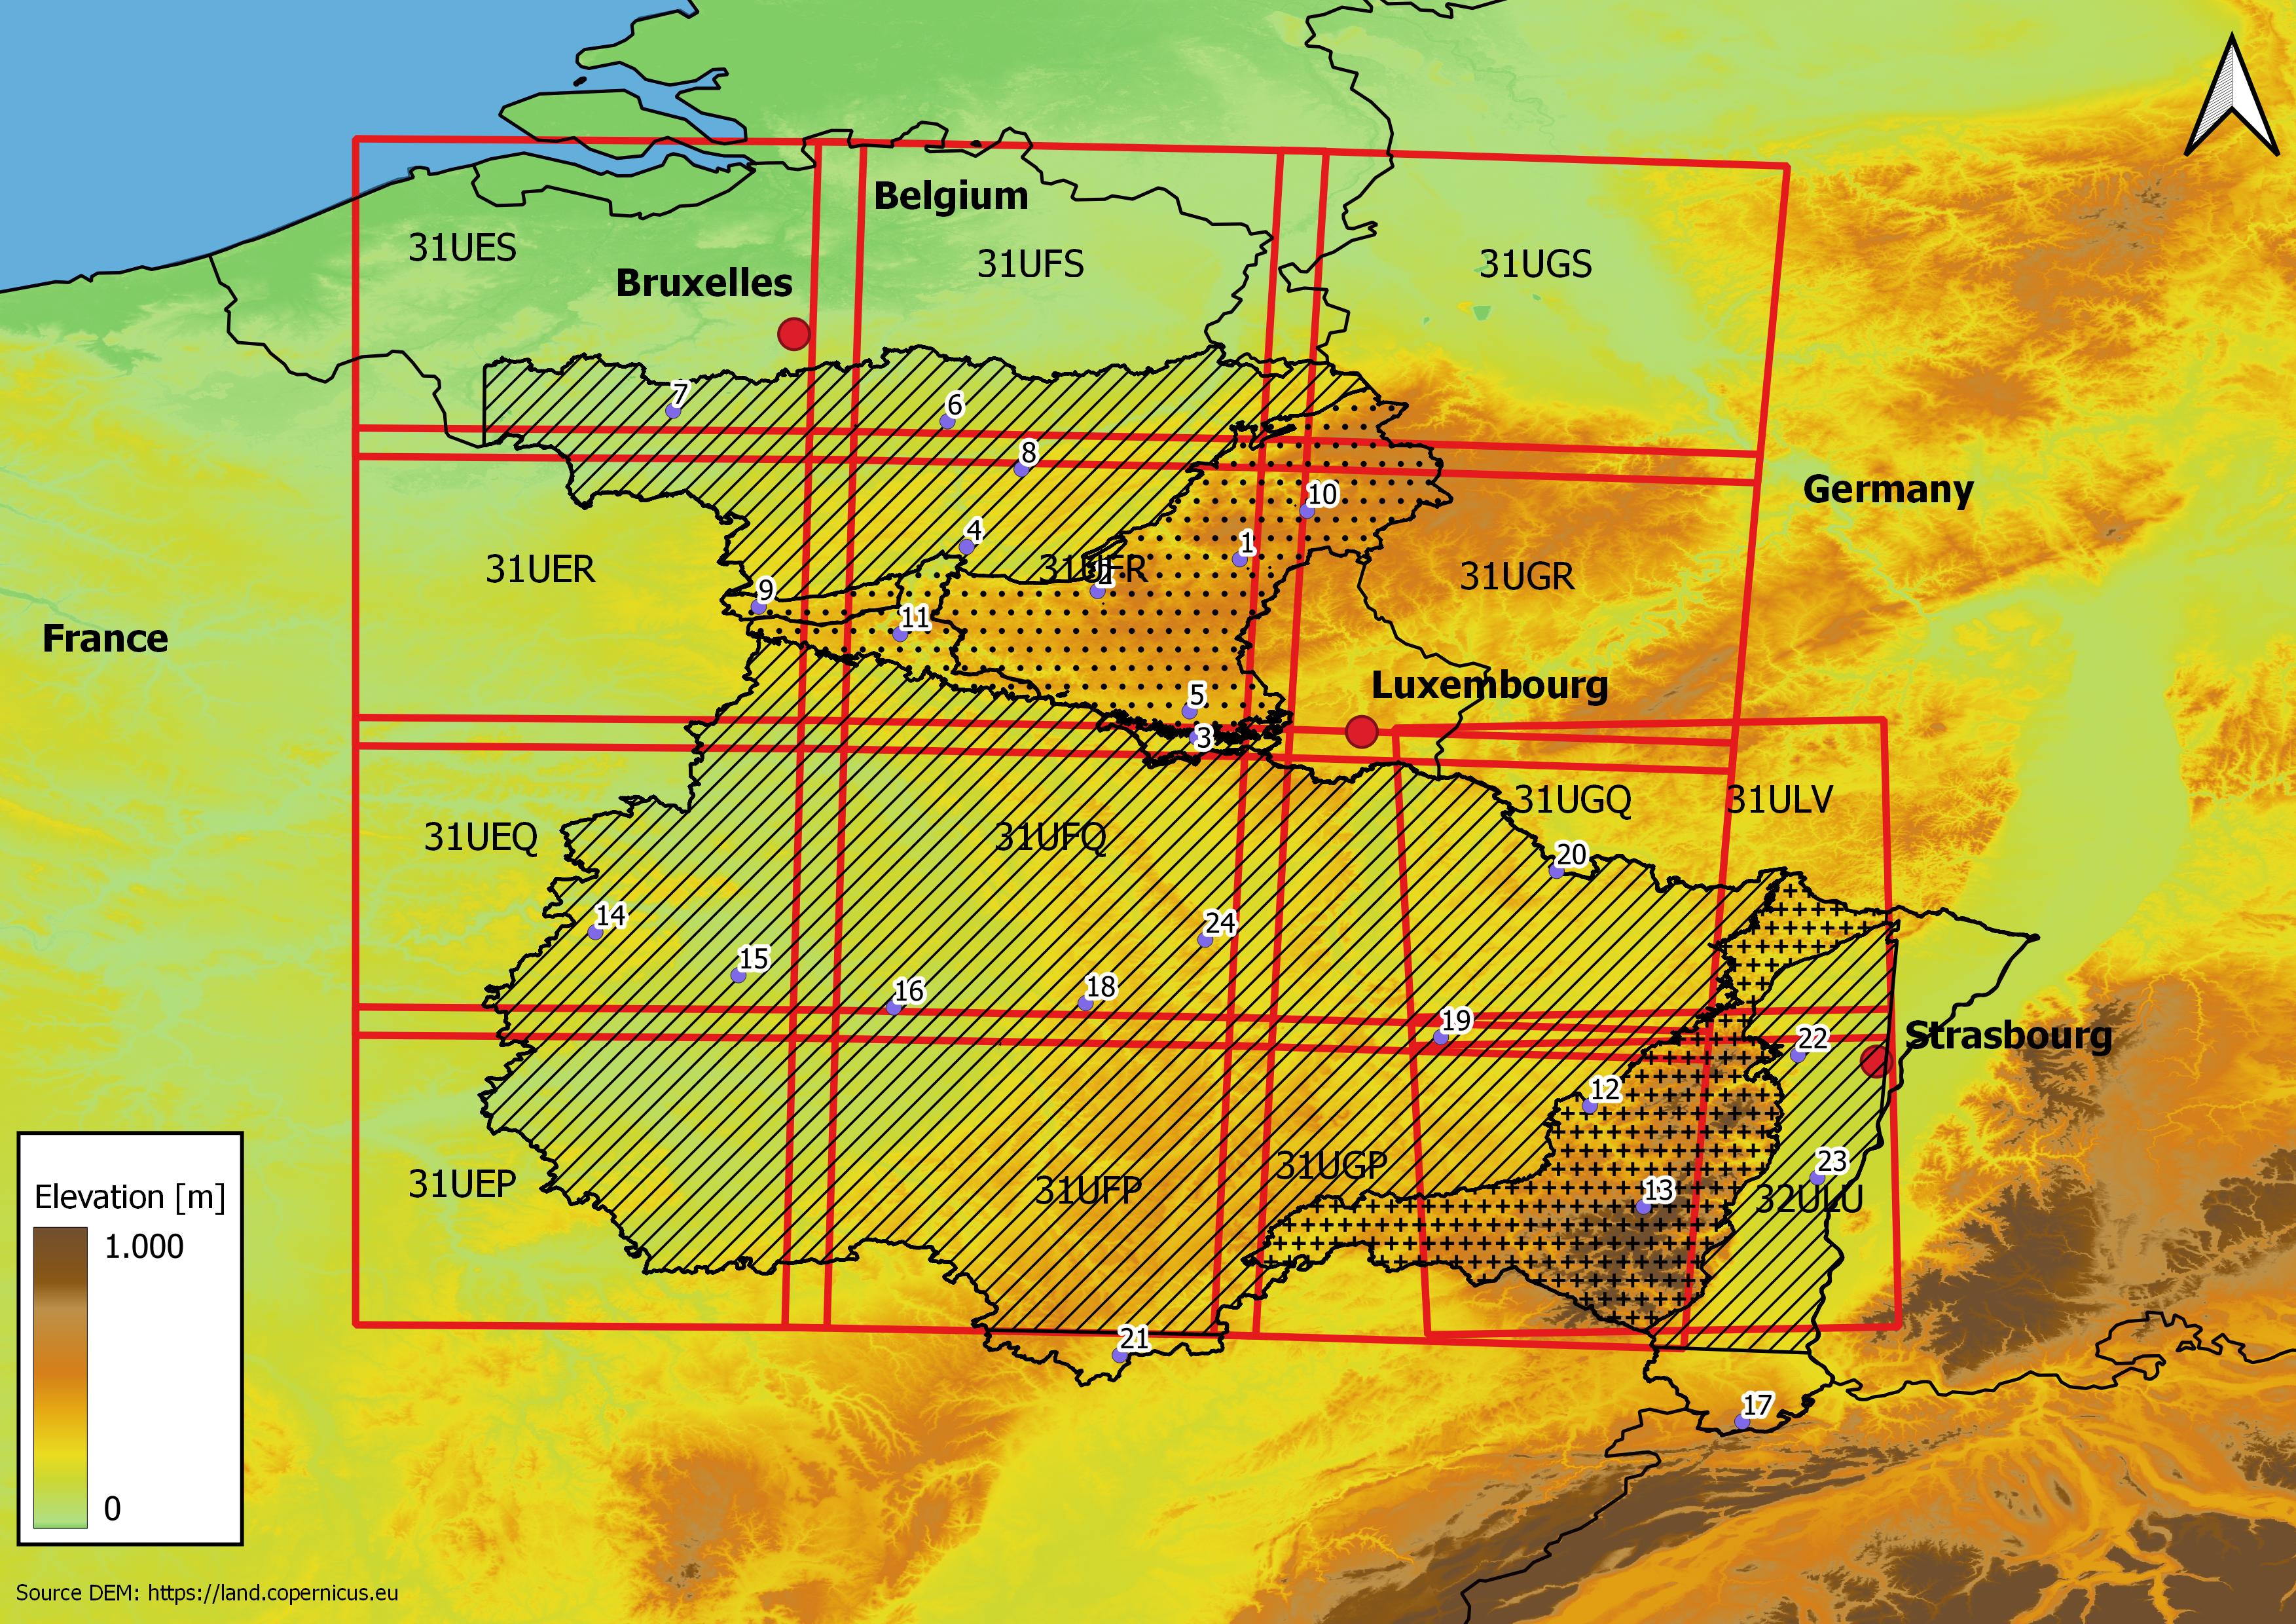 Belgium
31UES
31UFS
31UGS
Bruxelles
7
6
8
Germany
10
4
1
31UER
31UFR
2
31UGR
9
11
France
Luxembourg
5
3
31UGQ
31ULV
31UEQ
31UFQ
20
14
24
15
16
18
19
22
Strasbourg
12
31UGP
23
31UEP
31UFP
13
32ULU
Elevation [m]
1.000
21
17
0
Source DEM: https://land.copernicus.eu